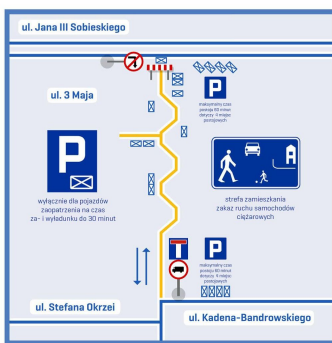 ul. Jana III Sobieskiego
ul. 3 Maja
P
maksymalny czas
postoju 60 minut
dotyczy 4 miejsc
postojowych
P
wyłącznie dla pojazdów
zaopatrzenia na czas
za- i wyładunku do 30 minut
strefa zamieszkania
zakaz ruchu samochodów
ciężarowych
P
maksymalny czas
postoju 60 minut
dotyczy 4 miejsc
postojowych
ul. Stefana Okrzei
ul. Kadena-Bandrowskiego